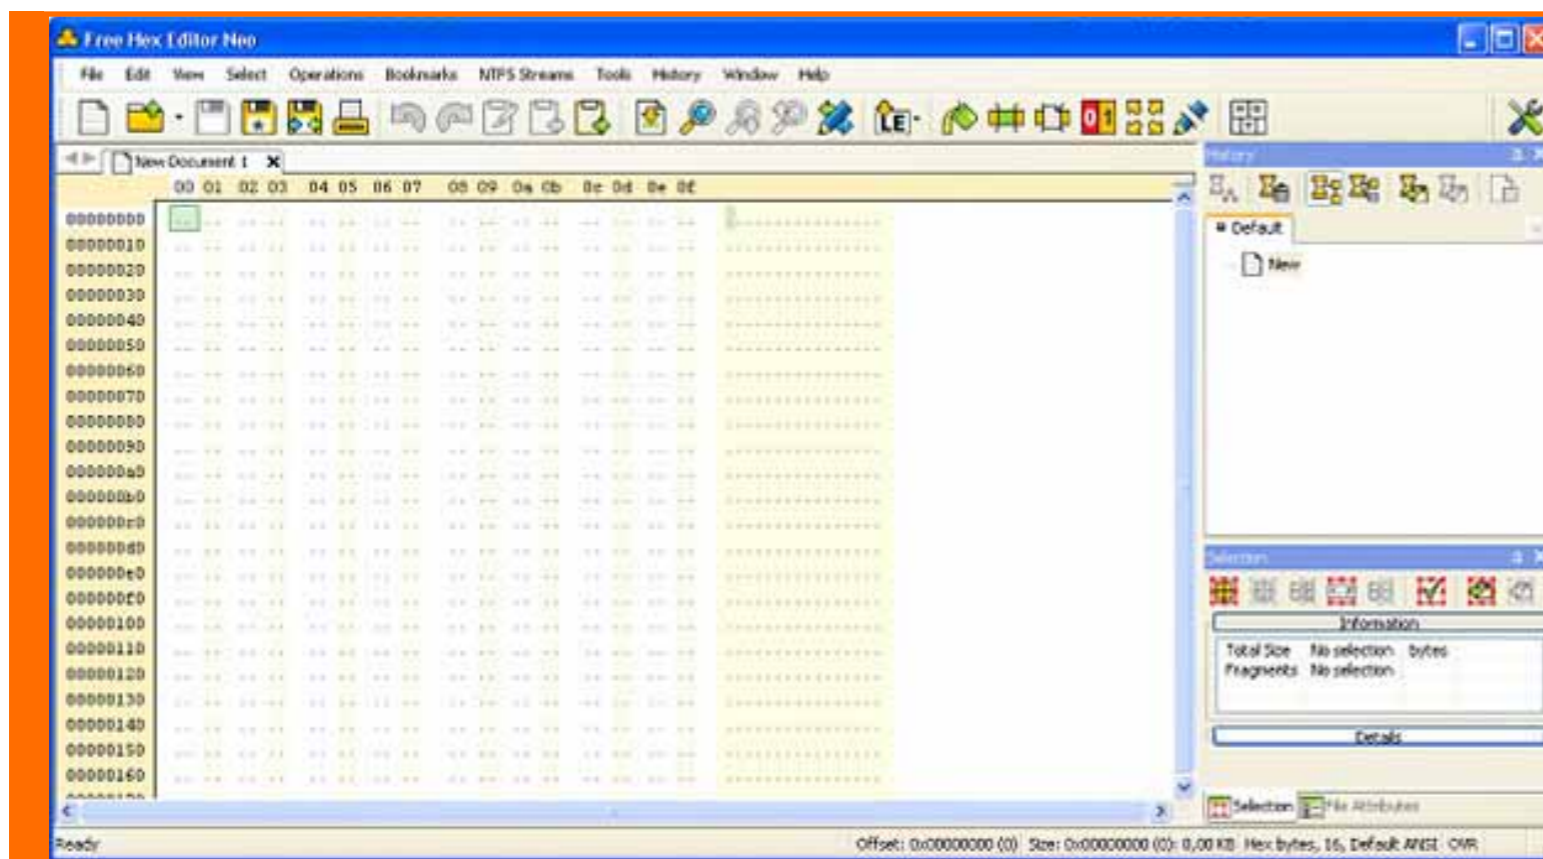 Free Hex Editor Neo
File Edit View Select Operations Bookmarks NTFS Streams Tools History Window Help
LE
0 1
New Document 1
History
00 01 02 03 04 05 06 07 08 09 0a 0b 0c 0d 0e 0f
Default
New
00000000
00000010
00000020
00000030
00000040
00000050
00000060
00000070
00000080
00000090
000000a0
000000b0
000000c0
000000d0
000000e0
000000f0
00000100
00000110
00000120
00000130
00000140
00000150
00000160
Selection
Information
Total Size No selection bytes
Fragments No selection
Details
Selection File Attributes
Ready
Offset: 0x00000000 (0) Size: 0x00000000 (0): 0,00 KB Hex bytes, 16, Default ANSI OVR